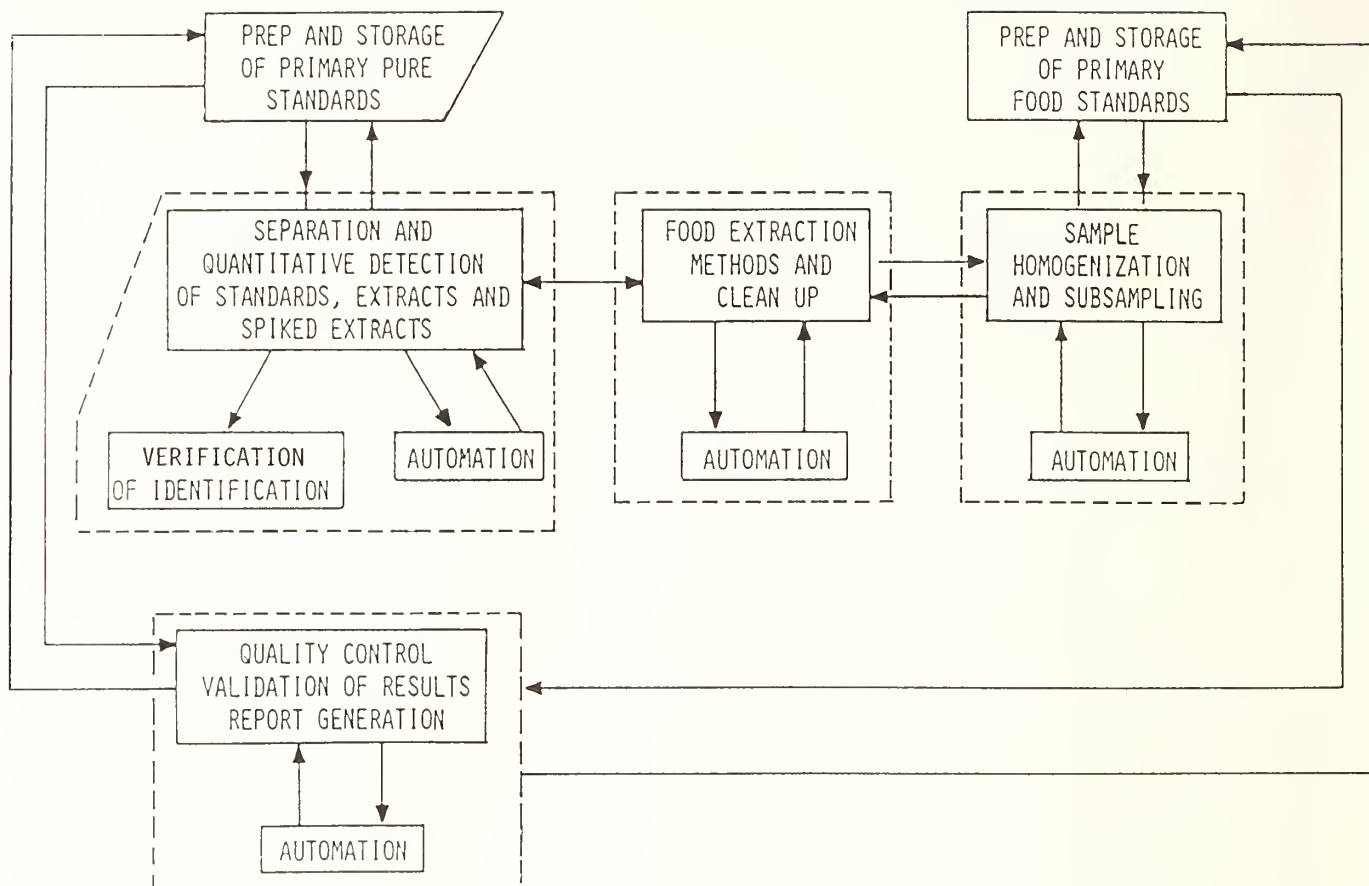 PREP AND STORAGE
OF PRIMARY PURE
STANDARDS
PREP AND STORAGE
OF PRIMARY
FOOD STANDARDS
SEPARATION AND
QUANTITATIVE DETECTION
OF STANDARDS, EXTRACTS AND
SPIKED EXTRACTS
FOOD EXTRACTION
METHODS AND
CLEAN UP
SAMPLE
HOMOGENIZATION
AND SUBSAMPLING
VERIFICATION
OF IDENTIFICATION
AUTOMATION
AUTOMATION
AUTOMATION
QUALITY CONTROL
VALIDATION OF RESULTS
REPORT GENERATION
AUTOMATION